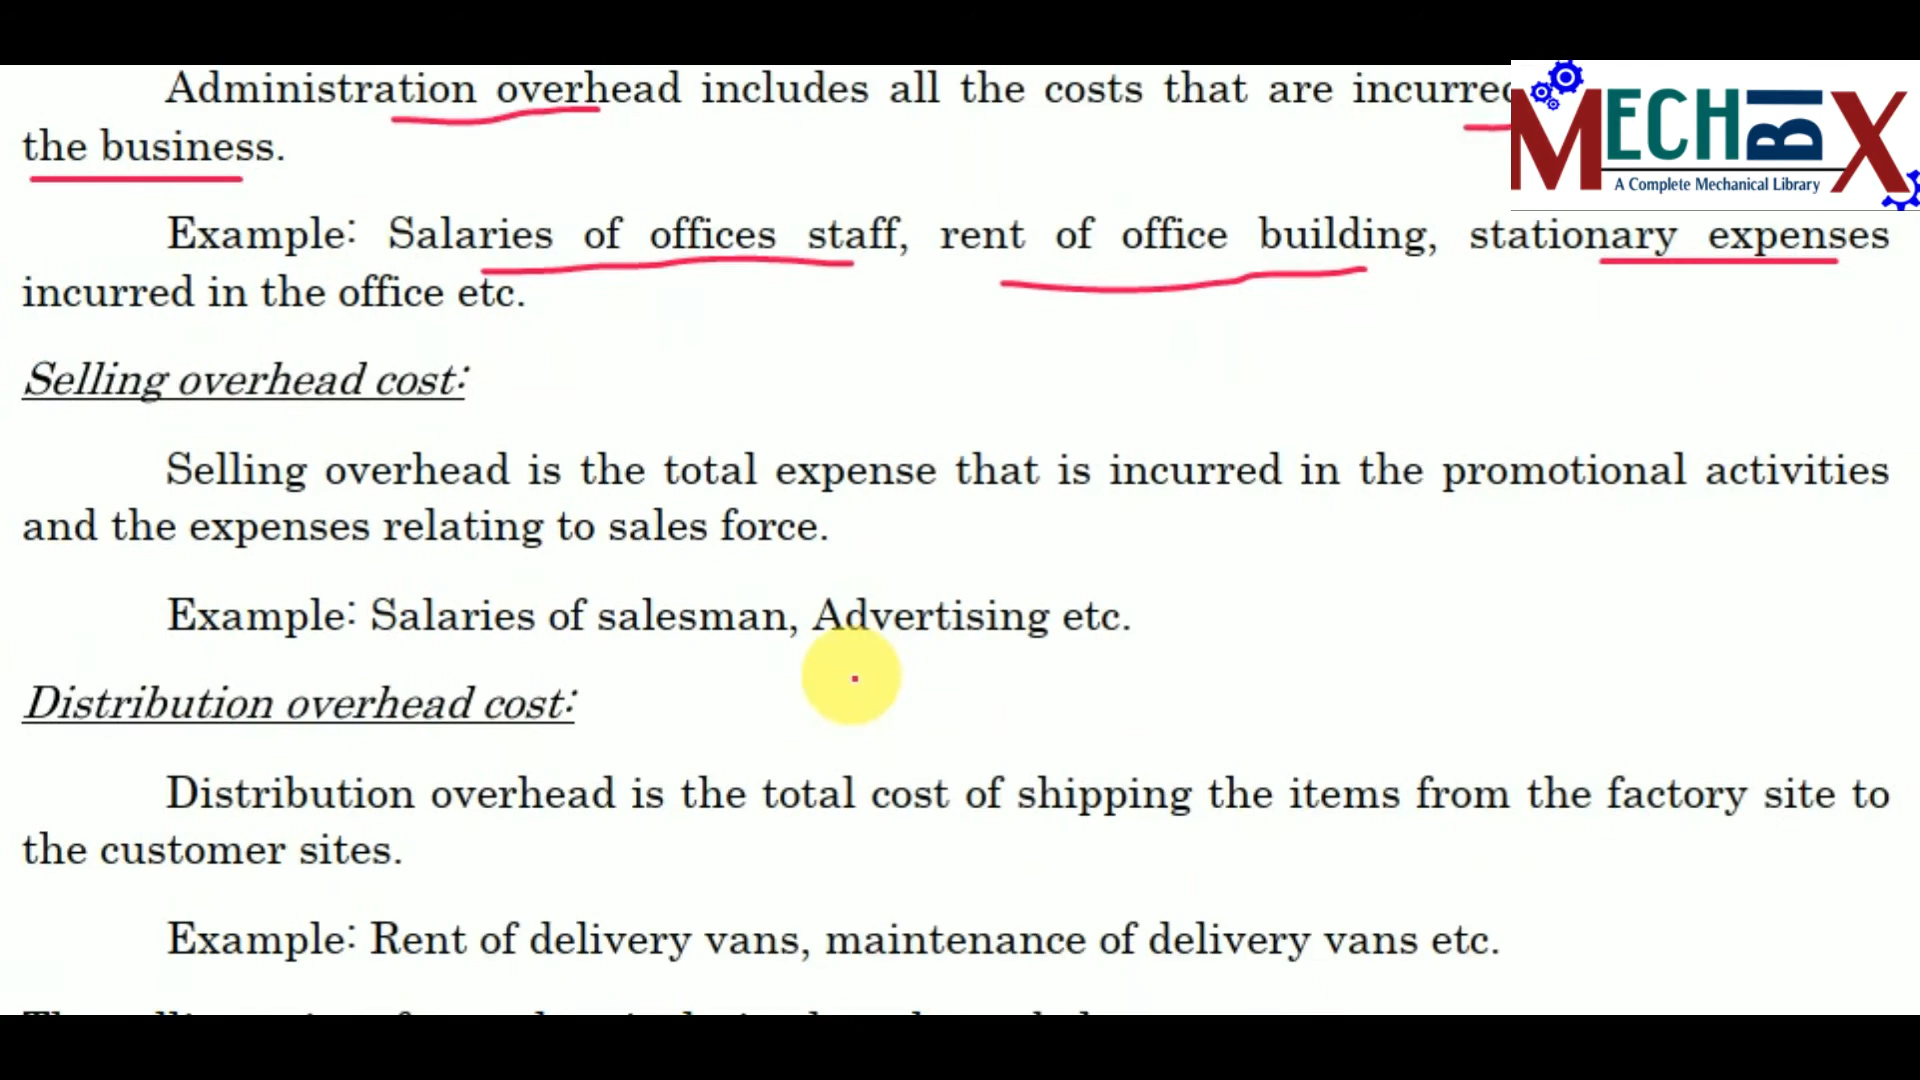 Administration overhead includes all the costs that are incurred
the business.
MECHBIX
A Complete Mechanical Library
Example: Salaries of offices staff, rent of office building, stationary expenses
incurred in the office etc.
Selling overhead cost:
Selling overhead is the total expense that is incurred in the promotional activities
and the expenses relating to sales force.
Example: Salaries of salesman, Advertising etc.
Distribution overhead cost:
Distribution overhead is the total cost of shipping the items from the factory site to
the customer sites.
Example: Rent of delivery vans, maintenance of delivery vans etc.